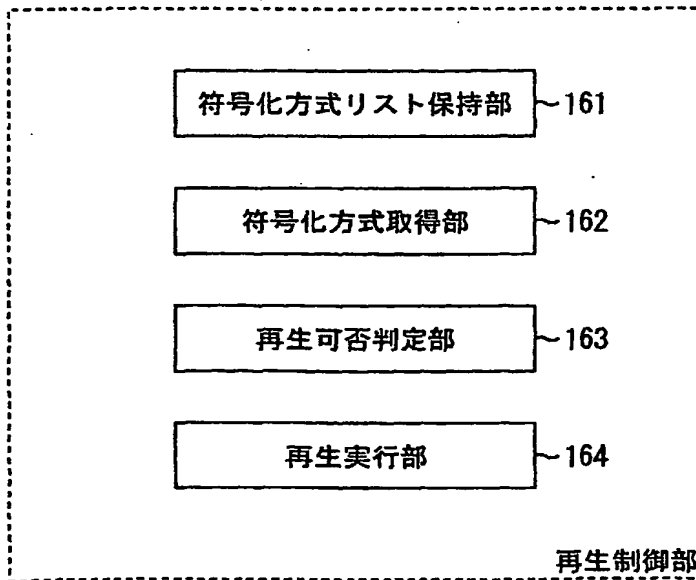 符号化方式リスト保持部 ~161
符号化方式取得部 ~162
再生可否判定部 ~163
再生実行部 ~164
再生制御部